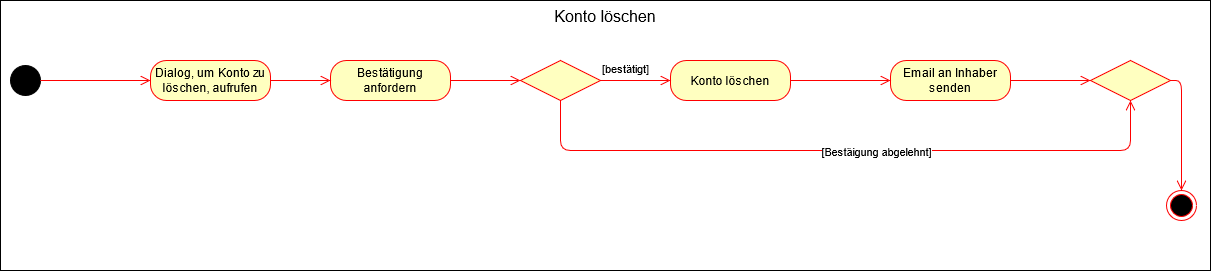 Konto löschen
Dialog, um Konto zu
löschen, aufrufen
Bestätigung
anfordern
[bestätigt]
Konto löschen
Email an Inhaber
senden
[Bestäigung abgelehnt]